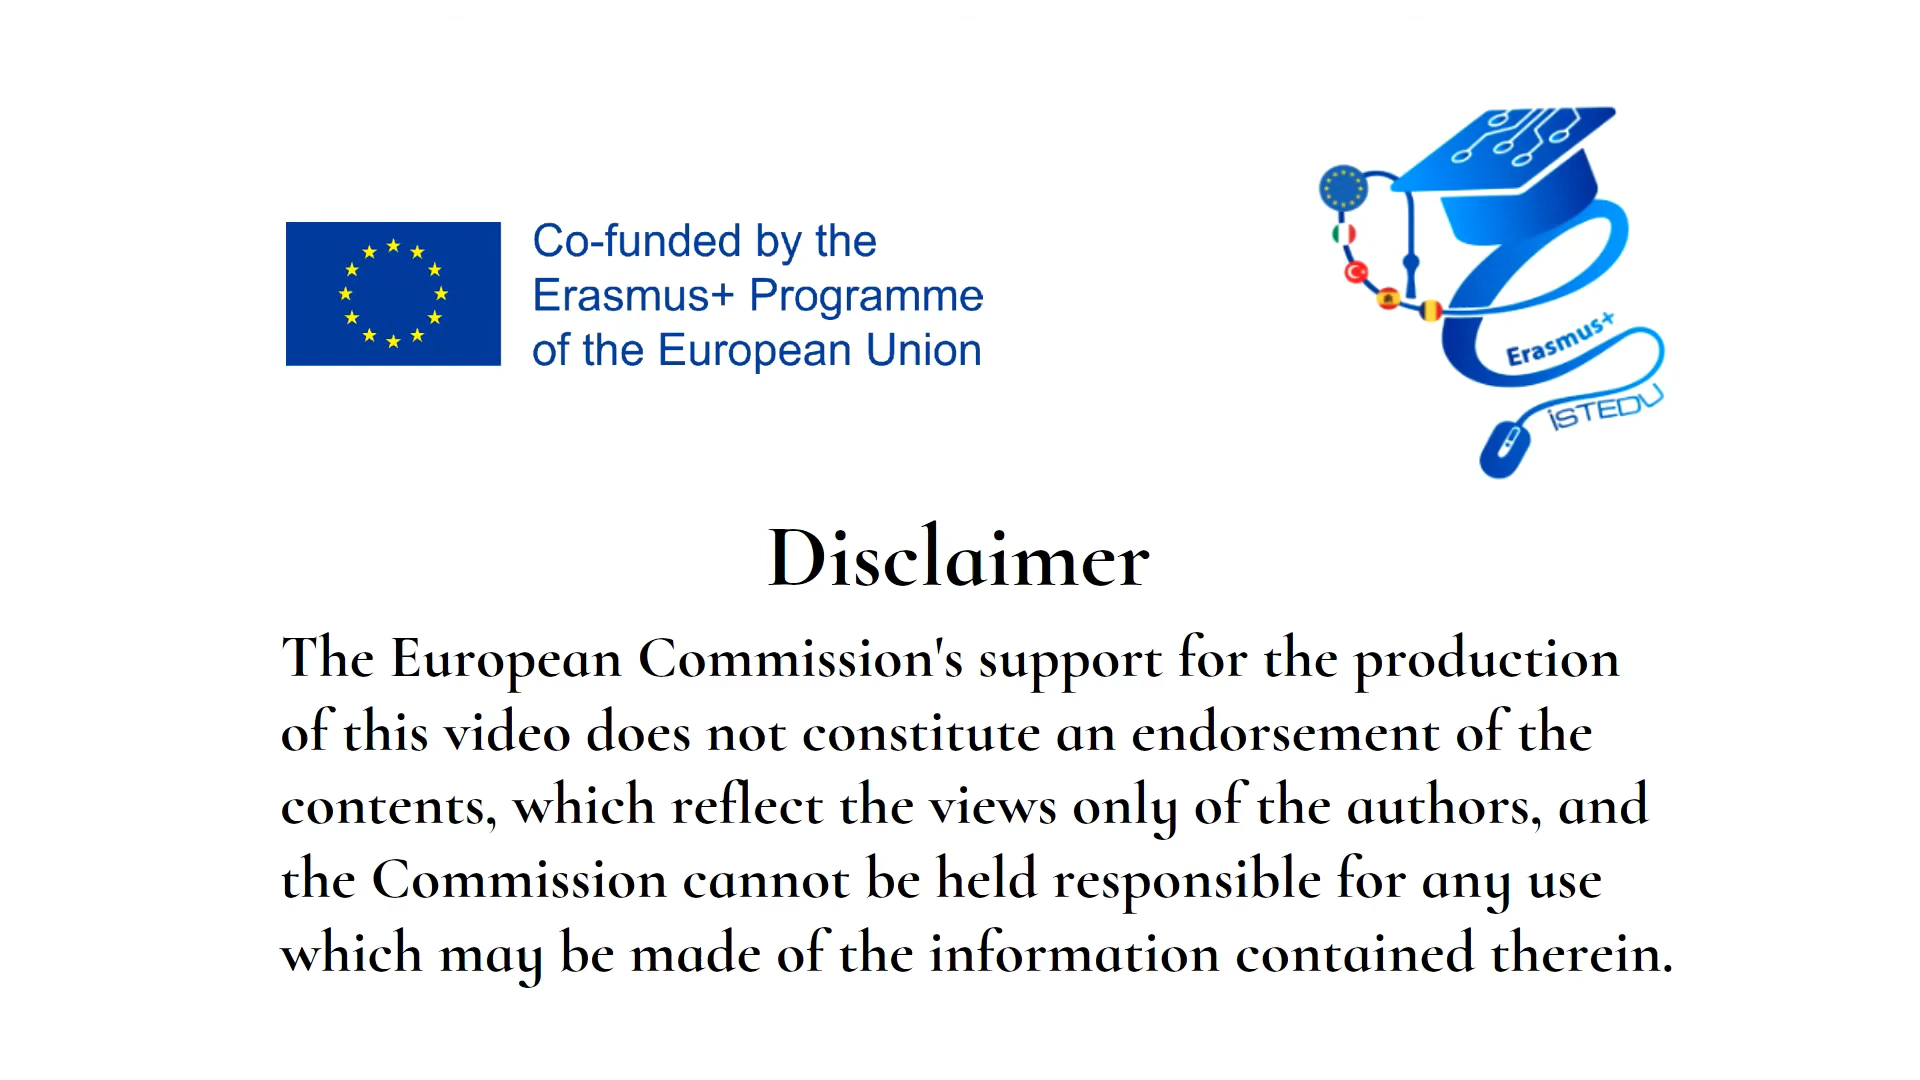 Co-funded by the
Erasmus+ Programme
of the European Union
Erasmus+
iSTEDU
Disclaimer
The European Commission's support for the production
of this video does not constitute an endorsement of the
contents, which reflect the views only of the authors, and
the Commission cannot be held responsible for any use
which may be made of the information contained therein.